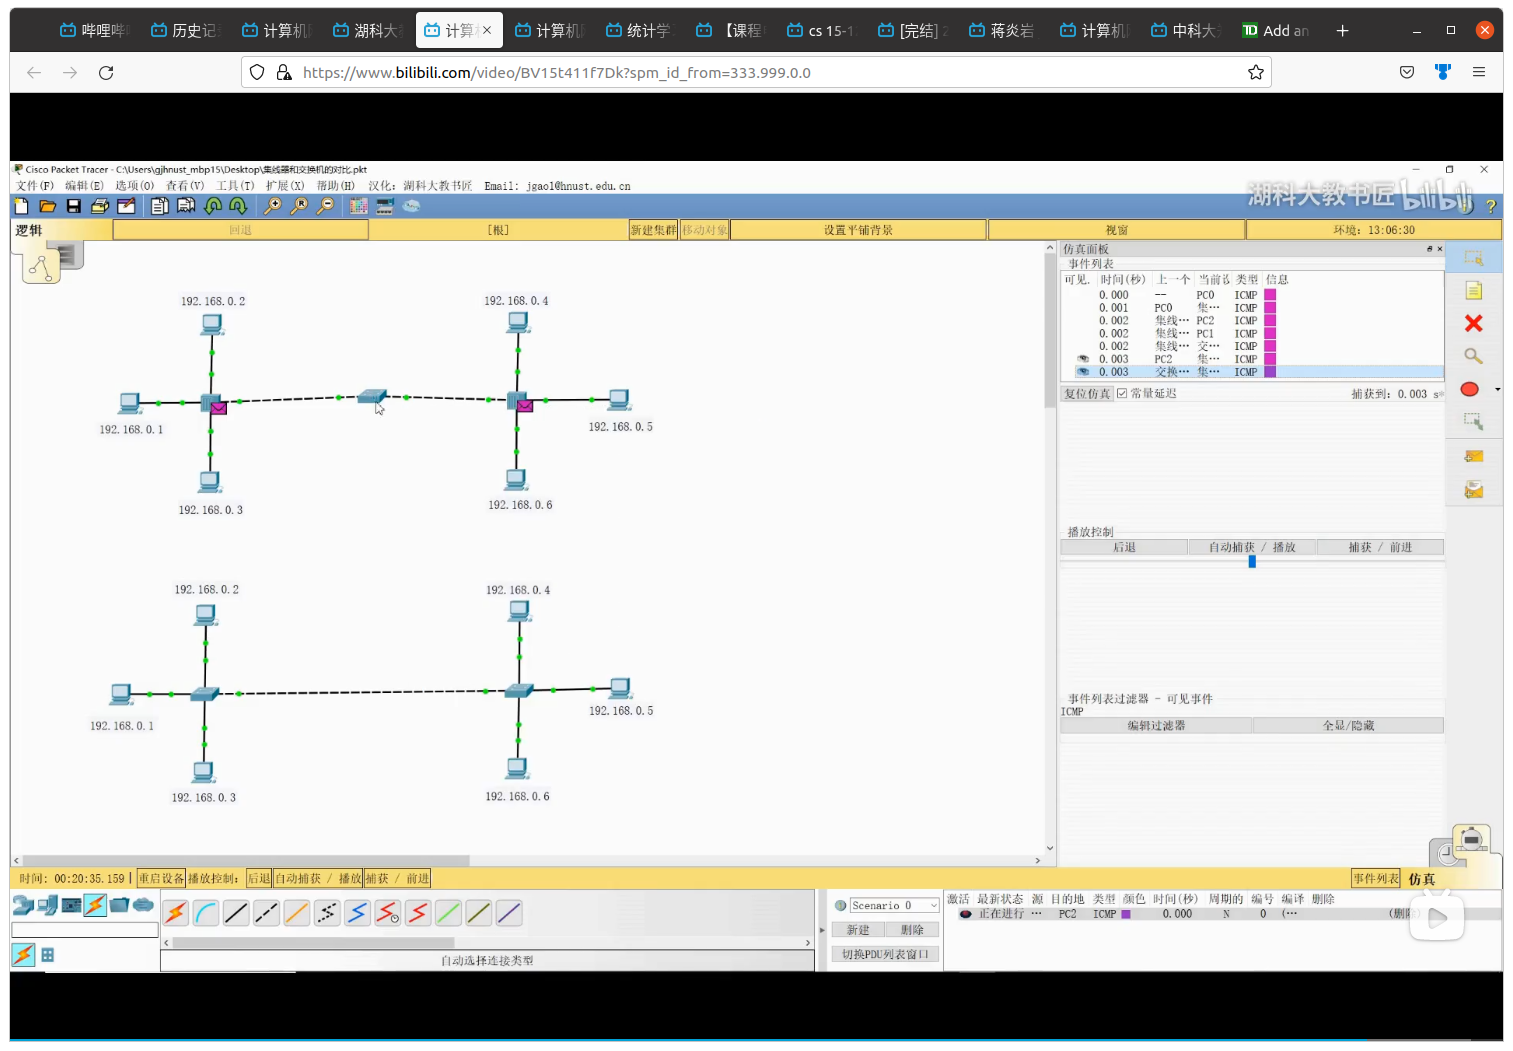 哔哩哔 历史记 计算机 湖科大 计算 计算机 统计学 【课程 cs 15-1 [完结] 2 蒋炎岩 计算机 中科大 Add an
https://www.bilibili.com/video/BV15t411f7Dk?spm_id_from=333.999.0.0
Cisco Packet Tracer - C:\Users\gjhnust_mbp15\Desktop\集线器和交换机的对比.pkt
文件(F) 编辑(E) 选项(O) 查看(V) 工具(T) 扩展(X) 帮助(H) 汉化: 湖科大教书匠 Email: jgao1@hnust.edu.cn
湖科大教书匠 bilibili
逻辑 回退 [根] 新建集群 移动对象 设置平铺背景 视窗 环境: 13:06:30
仿真面板
事件列表
可见. 时间(秒) 上一个 当前设 类型 信息
0.000 -- PC0 ICMP
0.001 PC0 集… ICMP
0.002 集线… PC2 ICMP
0.002 集线… PC1 ICMP
0.002 集线… 交… ICMP
0.003 PC2 集… ICMP
0.003 交换… 集… ICMP
复位仿真 常量延迟 捕获到: 0.003 s
播放控制
后退 自动捕获 / 播放 捕获 / 前进
事件列表过滤器 - 可见事件
ICMP
编辑过滤器 全显/隐藏
192.168.0.2 192.168.0.4
192.168.0.1 192.168.0.5
192.168.0.3 192.168.0.6
192.168.0.2 192.168.0.4
192.168.0.1 192.168.0.5
192.168.0.3 192.168.0.6
时间: 00:20:35.159 重启设备 播放控制: 后退 自动捕获 / 播放 捕获 / 前进 事件列表 仿真
Scenario 0
新建 删除
切换PDU列表窗口
激活 最新状态 源 目的地 类型 颜色 时间(秒) 周期的 编号 编译 删除
正在进行 … PC2 ICMP 0.000 N 0 (… (删除)
自动选择连接类型